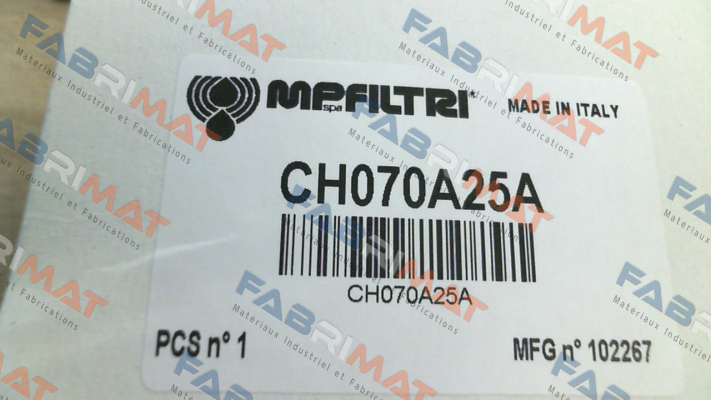 MPFILTRI
spa
MADE IN ITALY
CH070A25A
CH070A25A
PCS n° 1
MFG n° 102267
FABRIMAT
Matériaux Industriel et Fabrications